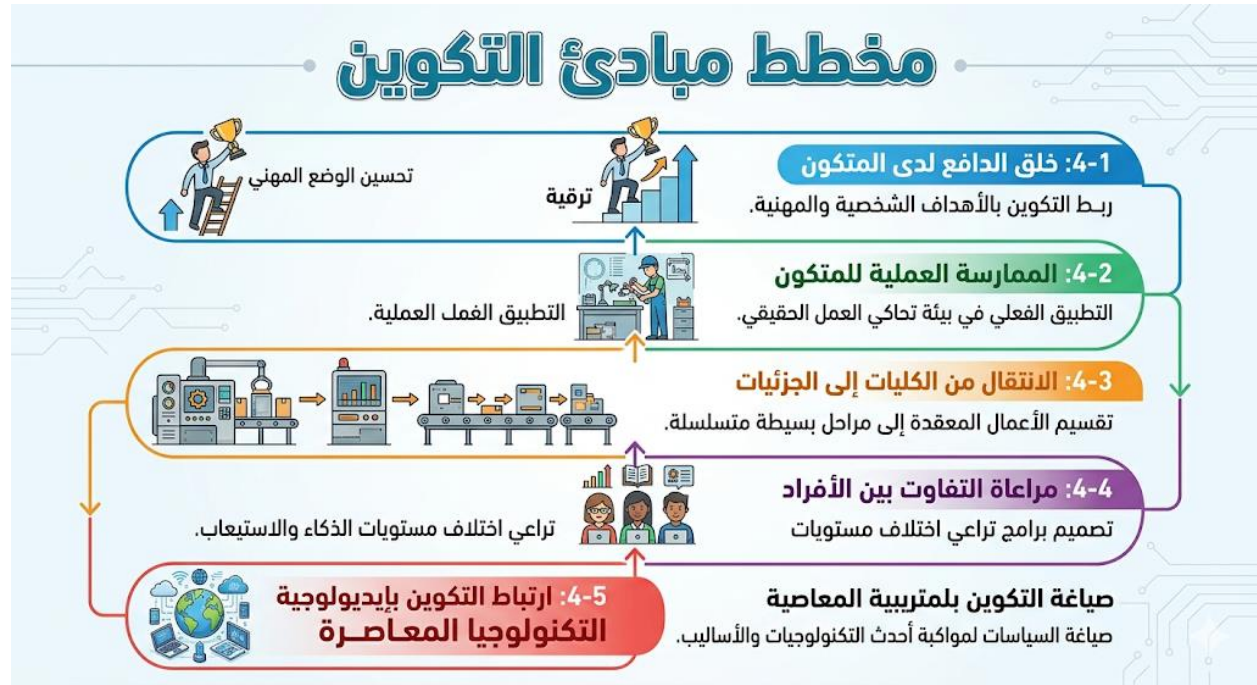 مخطط مبادئ التكوين
4-1: خلق الدافع لدى المتكون
ربط التكوين بالأهداف الشخصية والمهنية.
ترقية
تحسين الوضع المهني
4-2: الممارسة العملية للمتكون
التطبيق الفعلي في بيئة تحاكي العمل الحقيقي.
التطبيق الغمك العملية.
4-3: الانتقال من الكليات إلى الجزئيات
تقسيم الأعمال المعقدة إلى مراحل بسيطة متسلسلة.
4-4: مراعاة التفاوت بين الأفراد
تصميم برامج تراعي اختلاف مستويات
تراعي اختلاف مستويات الذكاء والاستيعاب.
4-5: ارتباط التكوين بإيديولوجية
التكنولوجيا المعاصرة
صياغة التكوين بلمتريبية المعاصية
صياغة السياسات لمواكبة أحدث التكنولوجيات والأساليب.